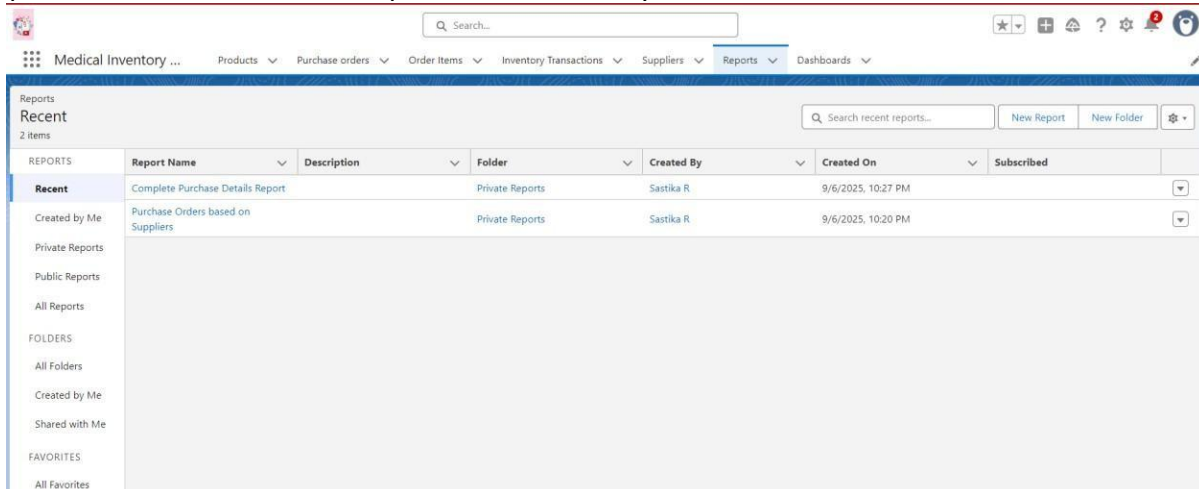 Search...
2
Medical Inventory ...
Products
Purchase orders
Order Items
Inventory Transactions
Suppliers
Reports
Dashboards
Reports
Recent
2 items
Search recent reports...
New Report
New Folder
REPORTS
Report Name
Description
Folder
Created By
Created On
Subscribed
Recent
Complete Purchase Details Report
Private Reports
Sastika R
9/6/2025, 10:27 PM
Created by Me
Purchase Orders based on
Suppliers
Private Reports
Sastika R
9/6/2025, 10:20 PM
Private Reports
Public Reports
All Reports
FOLDERS
All Folders
Created by Me
Shared with Me
FAVORITES
All Favorites